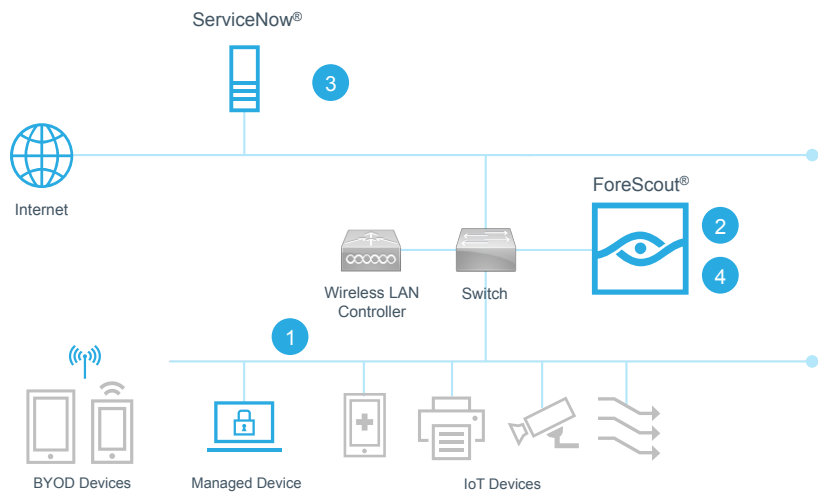 ServiceNow®
3
Internet
ForeScout®
2
4
Wireless LAN
Controller
Switch
1
BYOD Devices
Managed Device
IoT Devices